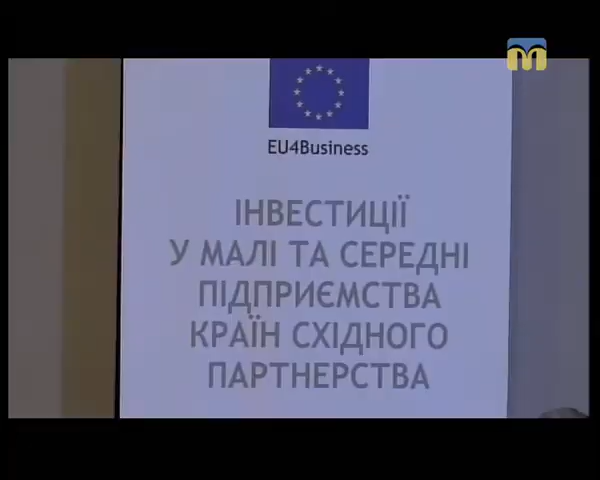 EU4Business
ІНВЕСТИЦІЇ
У МАЛІ ТА СЕРЕДНІ
ПІДПРИЄМСТВА
КРАЇН СХІДНОГО
ПАРТНЕРСТВА